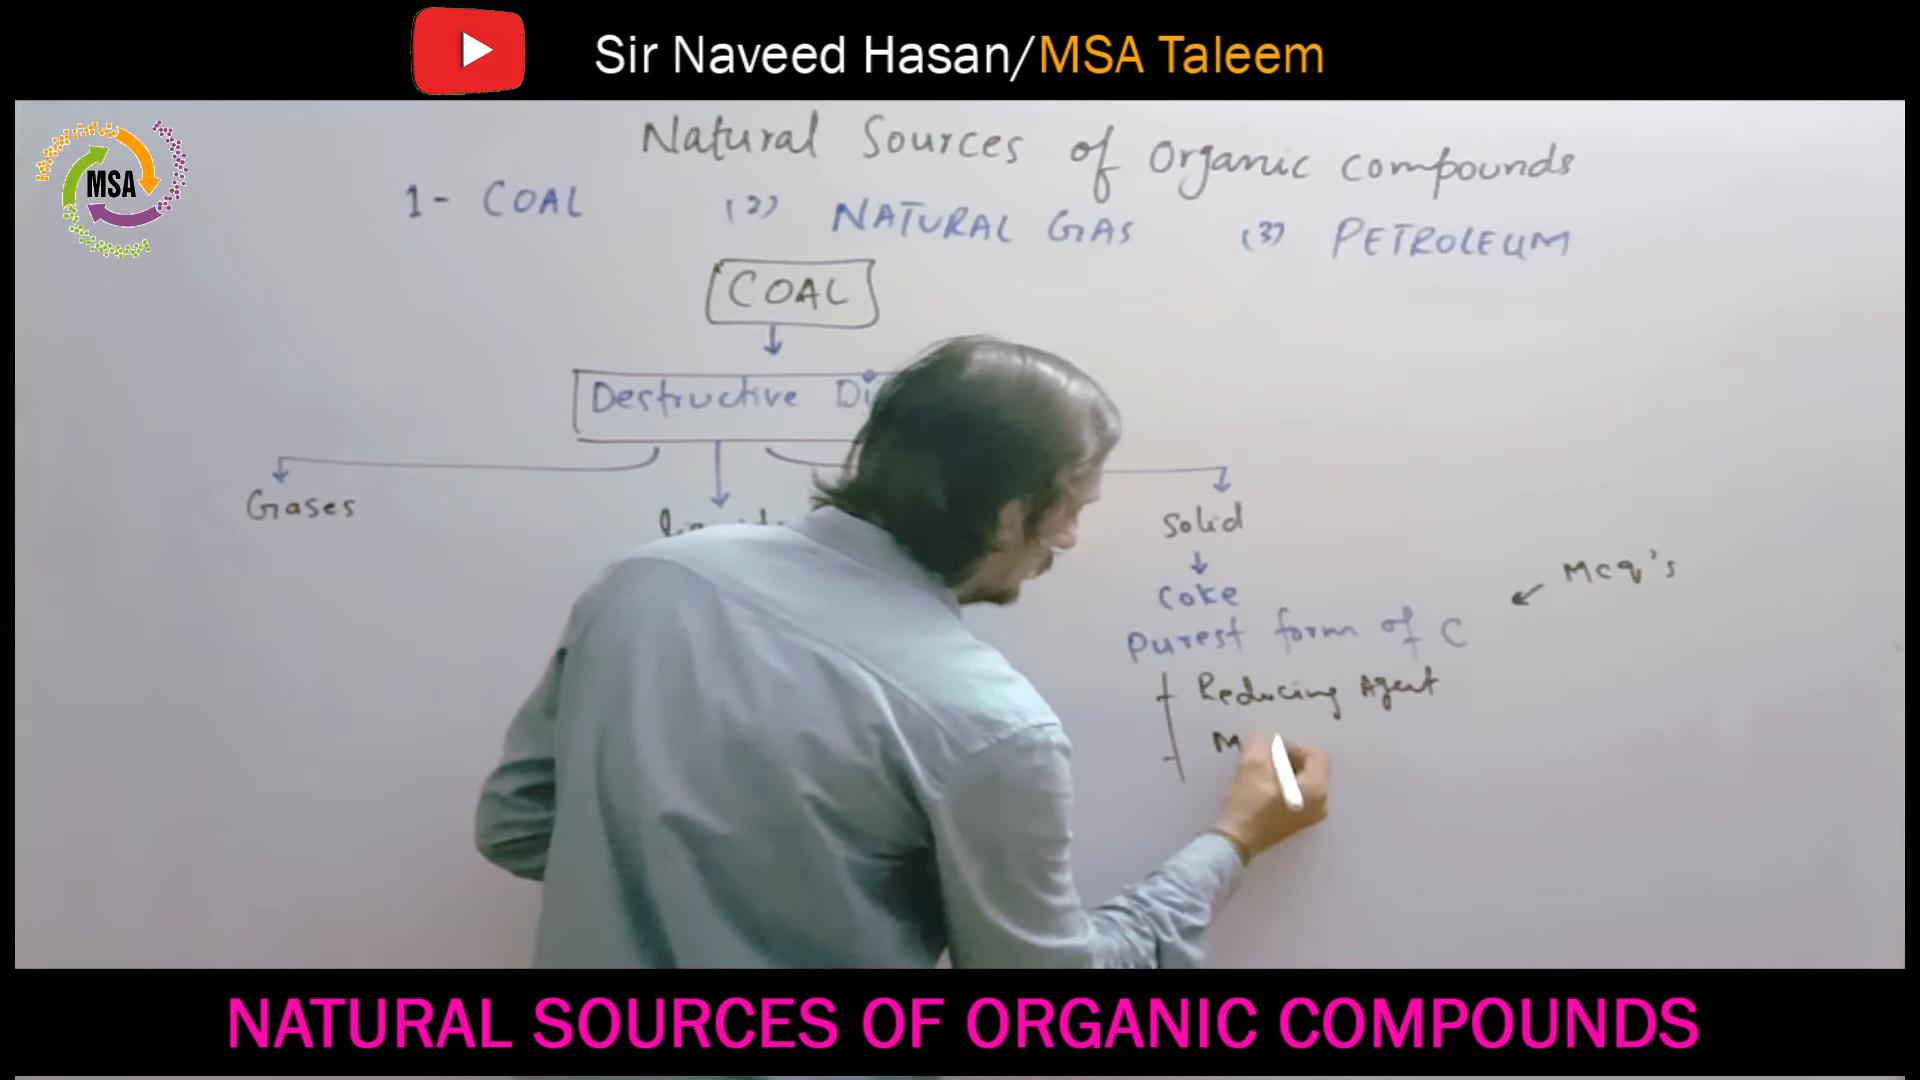 Sir Naveed Hasan/MSA Taleem
MSA
Natural Sources of Organic Compounds
1- COAL (2) NATURAL GAS (3) PETROLEUM
COAL
Destructive
Gases
Solid
Coke
Mcq's
Purest form of C
Reducing Agent
M
NATURAL SOURCES OF ORGANIC COMPOUNDS